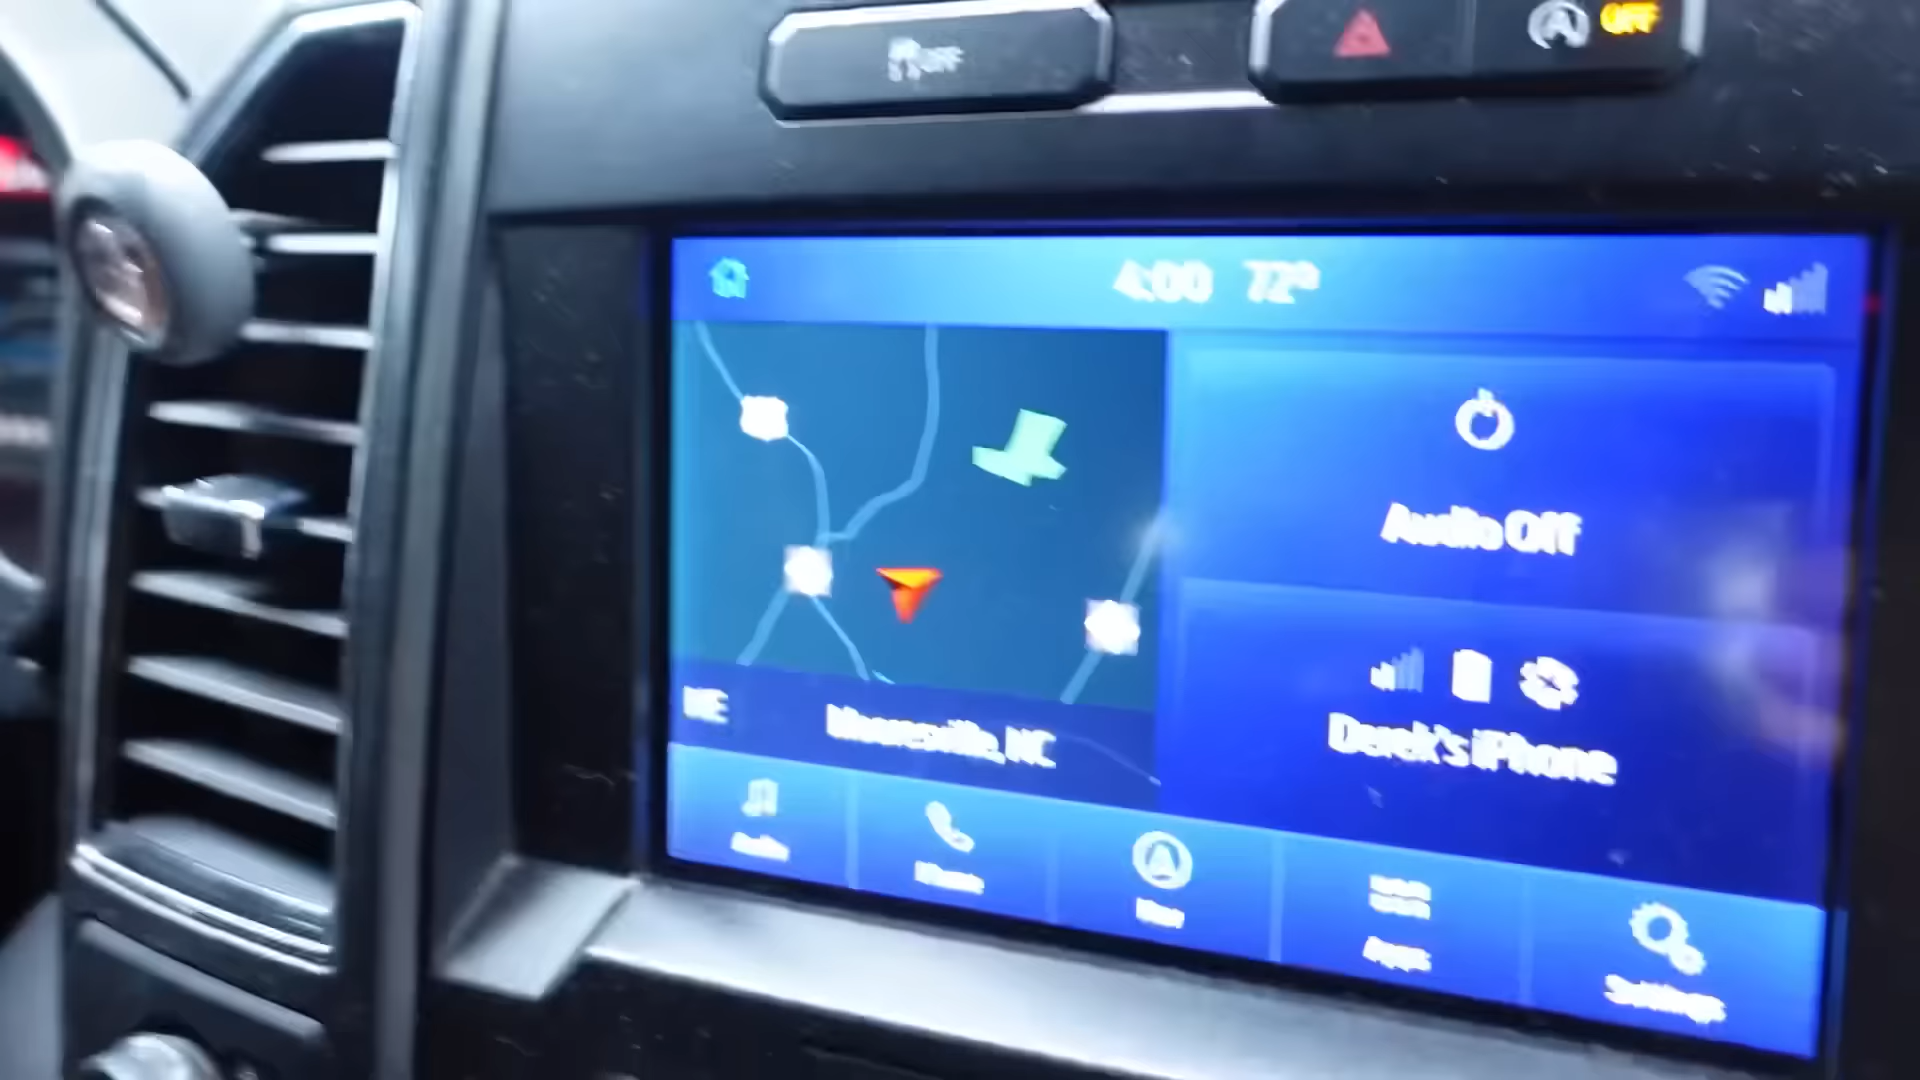 OFF
OFF
4:00 72°
Audio Off
Derek's iPhone
NE
Mooresville, NC
Audio
Phone
Nav
Apps
Settings